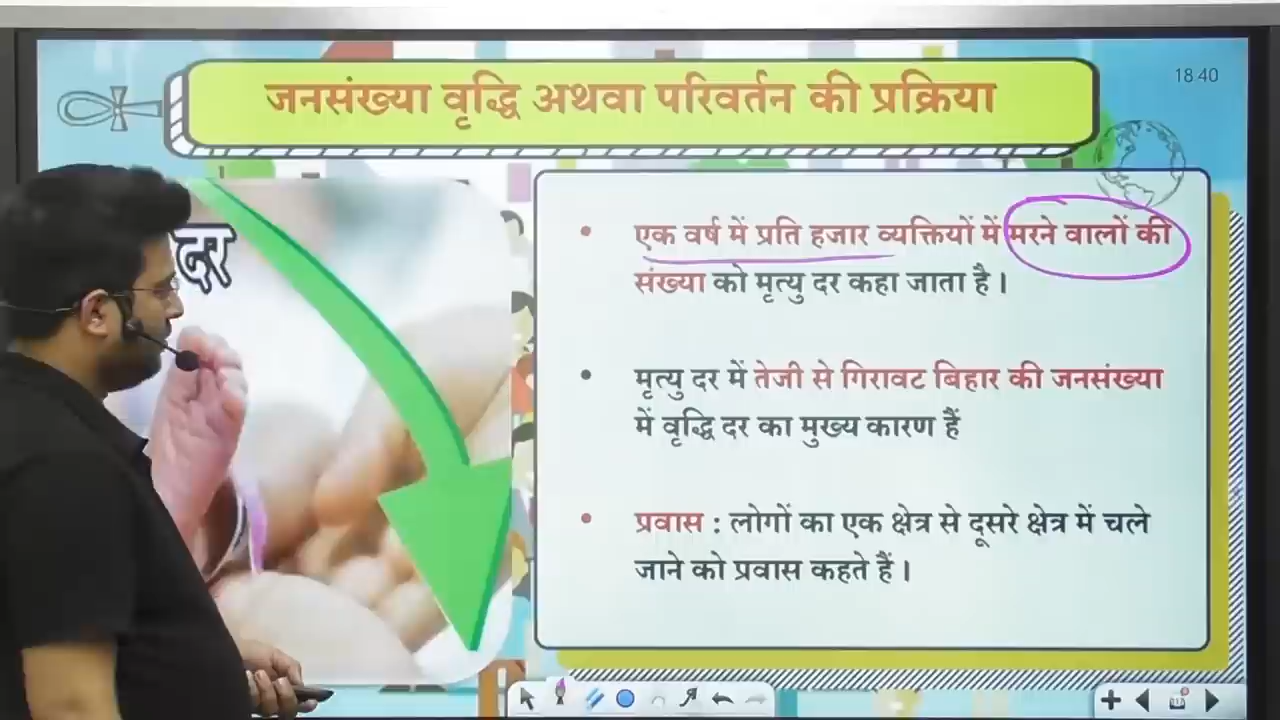 जनसंख्या वृद्धि अथवा परिवर्तन की प्रक्रिया
18:40
दर
• एक वर्ष में प्रति हजार व्यक्तियों में मरने वालों की
संख्या को मृत्यु दर कहा जाता है।
• मृत्यु दर में तेजी से गिरावट बिहार की जनसंख्या
में वृद्धि दर का मुख्य कारण हैं
• प्रवास : लोगों का एक क्षेत्र से दूसरे क्षेत्र में चले
जाने को प्रवास कहते हैं।